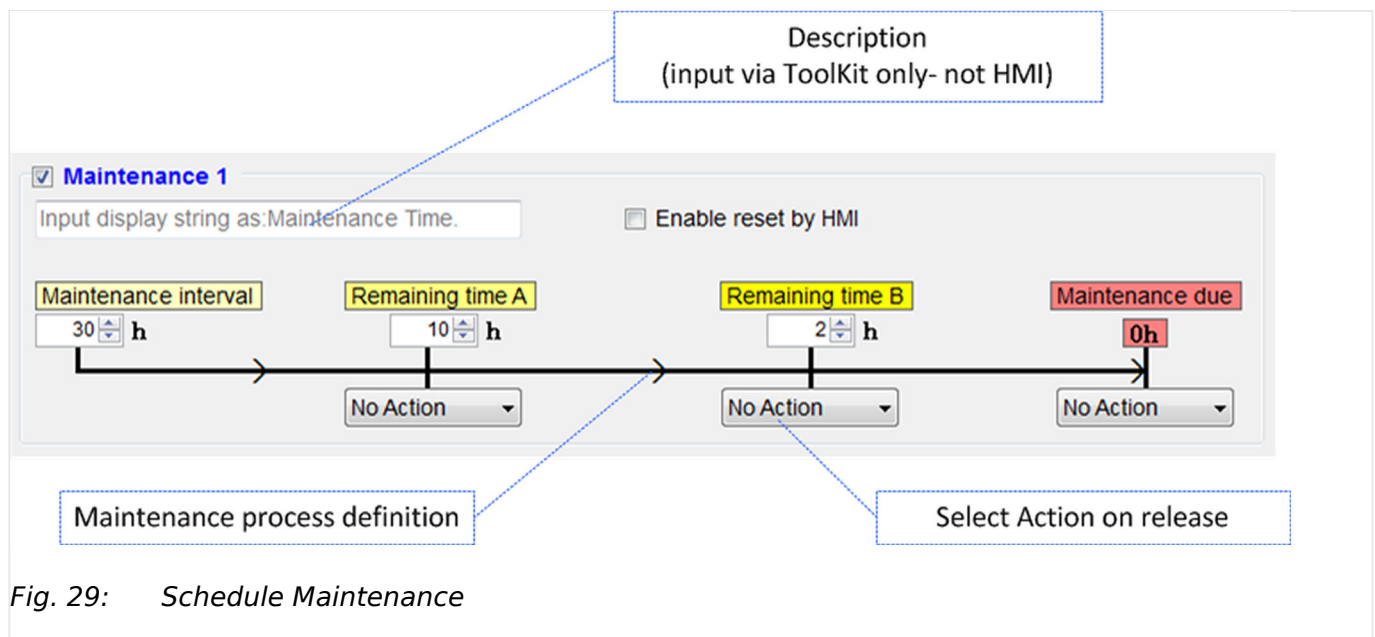 Description
(input via ToolKit only- not HMI)
Maintenance 1
Input display string as:Maintenance Time.
Enable reset by HMI
Maintenance interval
Remaining time A
Remaining time B
Maintenance due
30 h
10 h
2 h
0h
No Action
No Action
No Action
Maintenance process definition
Select Action on release
Fig. 29: Schedule Maintenance